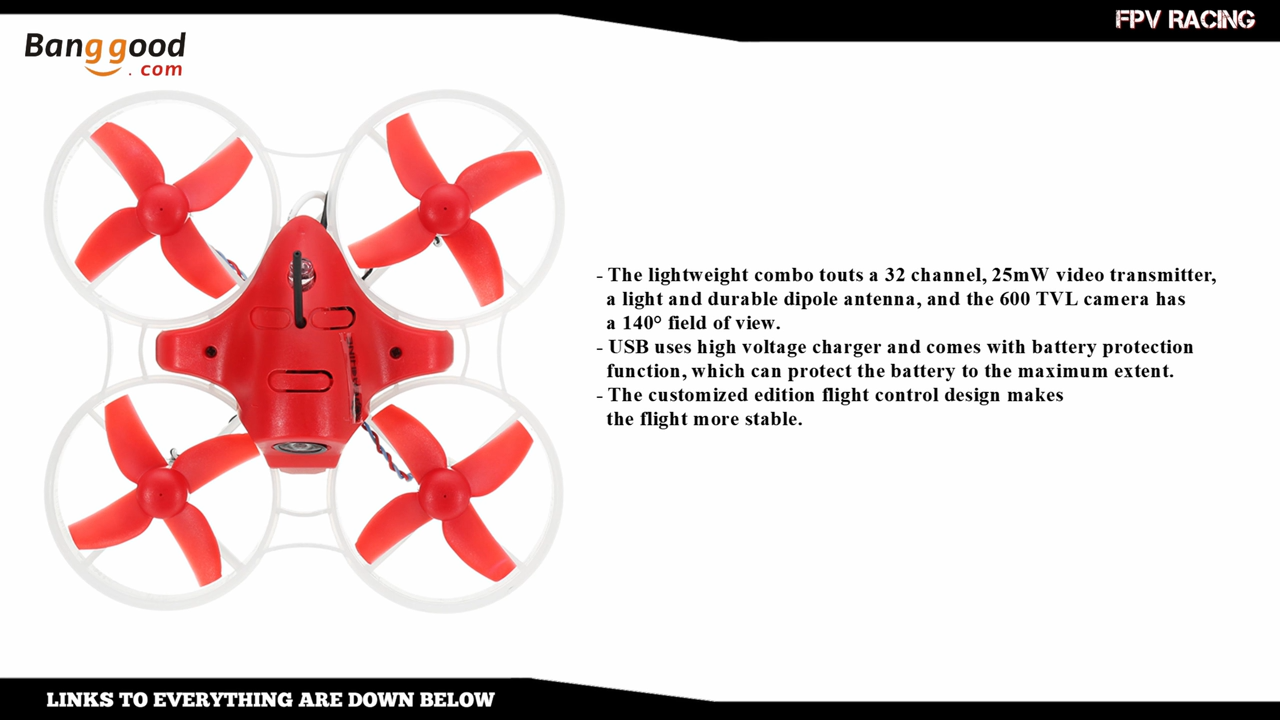 FPV RACING
Banggood
.com
- The lightweight combo touts a 32 channel, 25mW video transmitter,
a light and durable dipole antenna, and the 600 TVL camera has
a 140° field of view.
- USB uses high voltage charger and comes with battery protection
function, which can protect the battery to the maximum extent.
- The customized edition flight control design makes
the flight more stable.
LINKS TO EVERYTHING ARE DOWN BELOW